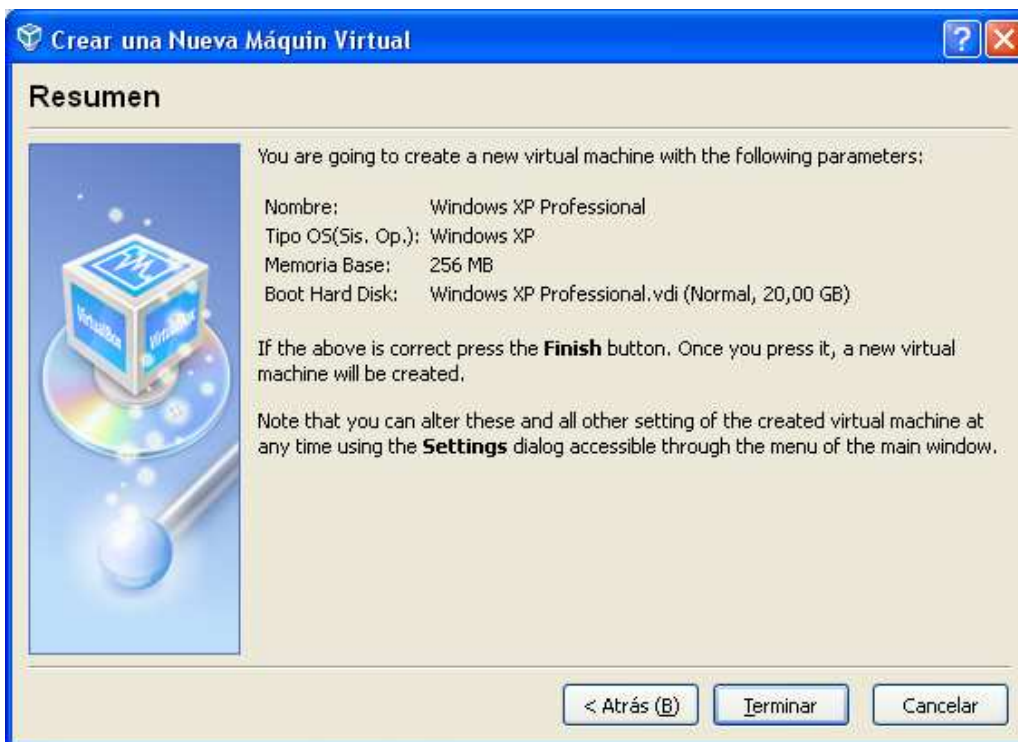 Crear una Nueva Máquin Virtual
Resumen
You are going to create a new virtual machine with the following parameters:
Nombre: Windows XP Professional
Tipo OS(Sis. Op.): Windows XP
Memoria Base: 256 MB
Boot Hard Disk: Windows XP Professional.vdi (Normal, 20,00 GB)
If the above is correct press the Finish button. Once you press it, a new virtual
machine will be created.
Note that you can alter these and all other setting of the created virtual machine at
any time using the Settings dialog accessible through the menu of the main window.
VirtualBox
< Atrás (B) Terminar Cancelar